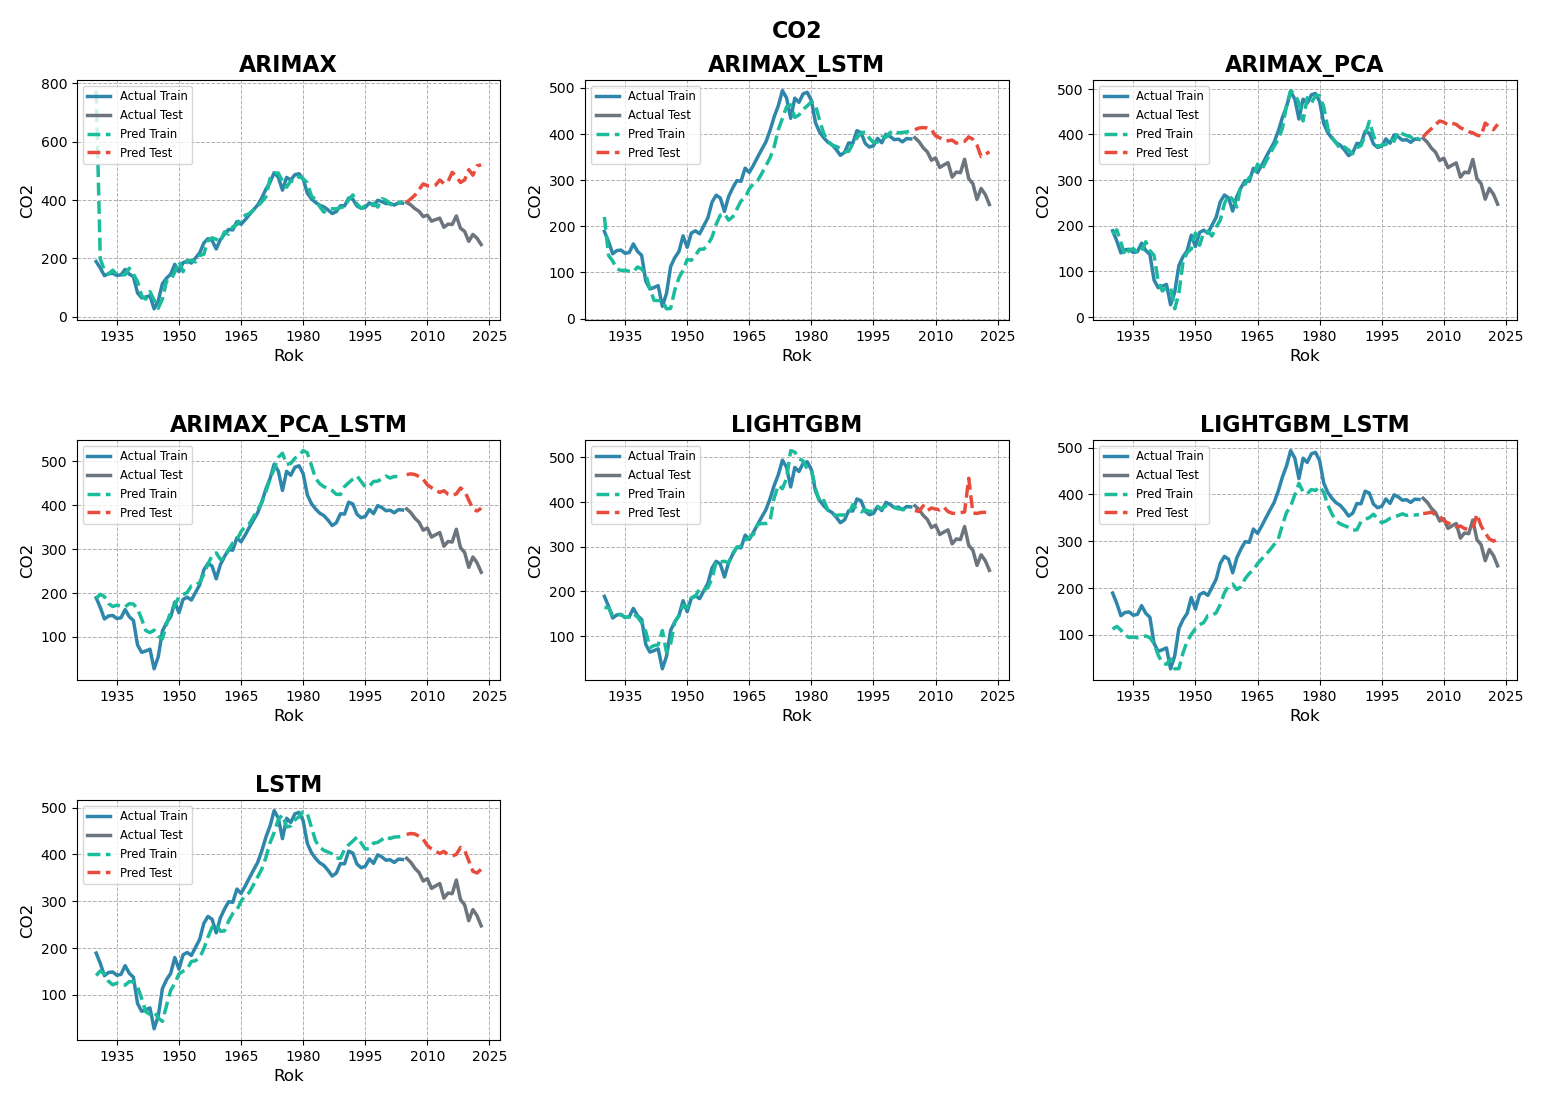 CO2
ARIMAX
800
600
400
200
0
CO2
Actual Train
Actual Test
Pred Train
Pred Test
1935 1950 1965 1980 1995 2010 2025
Rok
ARIMAX_LSTM
500
400
300
200
100
0
CO2
Actual Train
Actual Test
Pred Train
Pred Test
1935 1950 1965 1980 1995 2010 2025
Rok
ARIMAX_PCA
500
400
300
200
100
0
CO2
Actual Train
Actual Test
Pred Train
Pred Test
1935 1950 1965 1980 1995 2010 2025
Rok
ARIMAX_PCA_LSTM
500
400
300
200
100
CO2
Actual Train
Actual Test
Pred Train
Pred Test
1935 1950 1965 1980 1995 2010 2025
Rok
LIGHTGBM
500
400
300
200
100
CO2
Actual Train
Actual Test
Pred Train
Pred Test
1935 1950 1965 1980 1995 2010 2025
Rok
LIGHTGBM_LSTM
500
400
300
200
100
CO2
Actual Train
Actual Test
Pred Train
Pred Test
1935 1950 1965 1980 1995 2010 2025
Rok
LSTM
500
400
300
200
100
CO2
Actual Train
Actual Test
Pred Train
Pred Test
1935 1950 1965 1980 1995 2010 2025
Rok